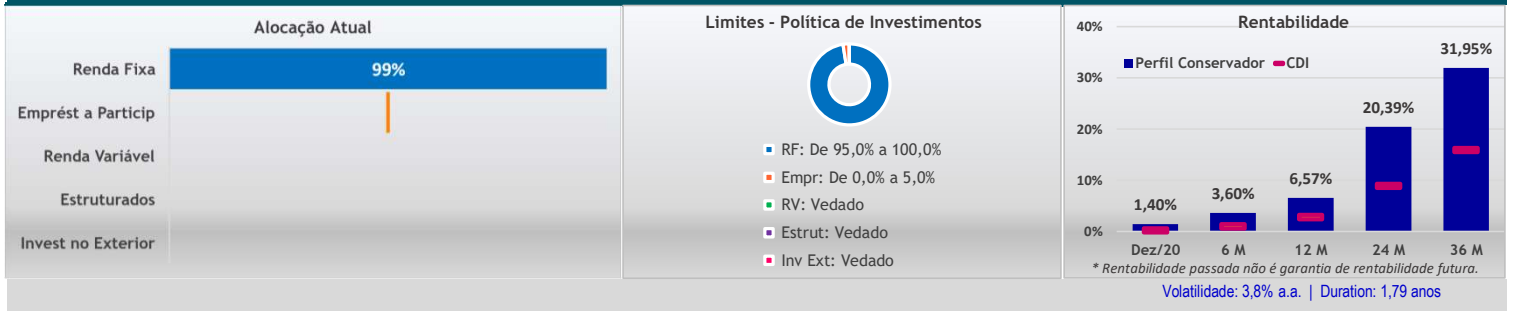 Alocação Atual
Renda Fixa
99%
Emprést a Particip
Renda Variável
Estruturados
Invest no Exterior
Limites - Política de Investimentos
RF: De 95,0% a 100,0%
Empr: De 0,0% a 5,0%
RV: Vedado
Estrut: Vedado
Inv Ext: Vedado
Rentabilidade
Perfil Conservador CDI
40%
30%
20%
10%
0%
1,40%
3,60%
6,57%
20,39%
31,95%
Dez/20 6 M 12 M 24 M 36 M
* Rentabilidade passada não é garantia de rentabilidade futura.
Volatilidade: 3,8% a.a. | Duration: 1,79 anos